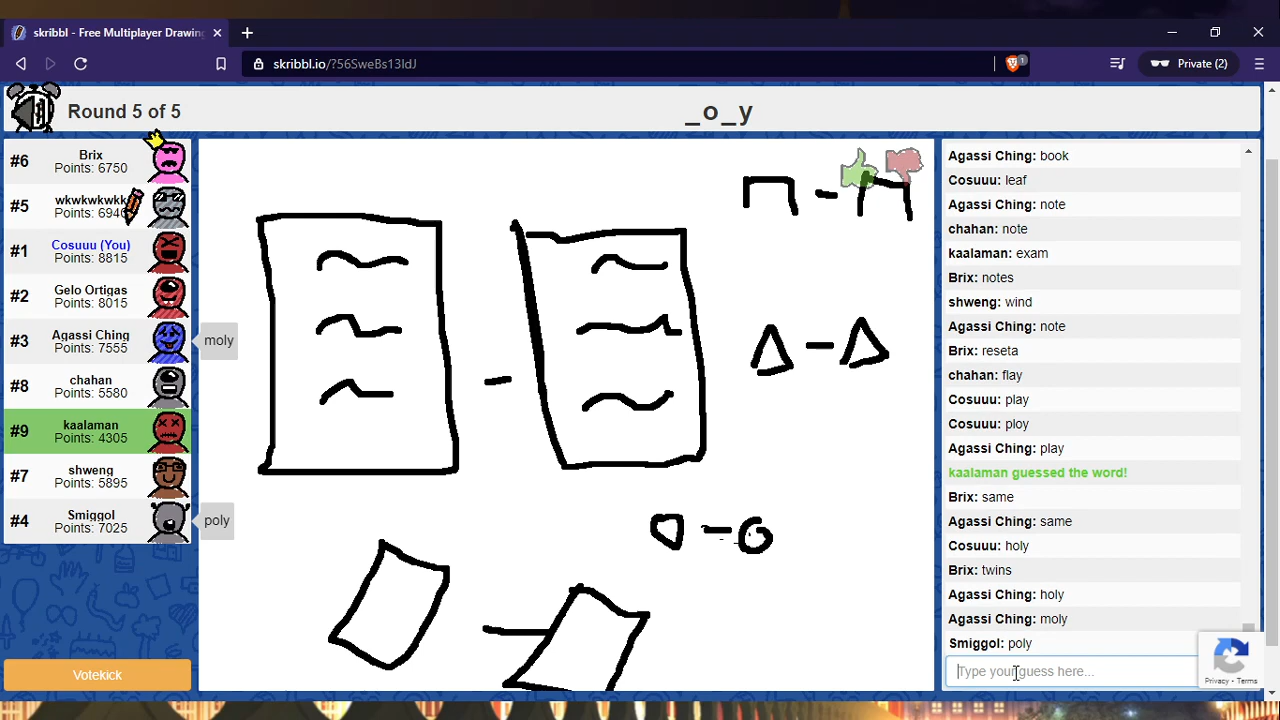 skribbl - Free Multiplayer Drawing
skribbl.io/?56SweBs13IdJ
1
Private (2)
Round 5 of 5
_o_y
#6 Brix
Points: 6750
#5 wkwkwkwkk
Points: 6940
#1 Cosuuu (You)
Points: 8815
#2 Gelo Ortigas
Points: 8015
#3 Agassi Ching
Points: 7555
moly
#8 chahan
Points: 5580
#9 kaalaman
Points: 4305
#7 shweng
Points: 5895
#4 Smiggol
Points: 7025
poly
Votekick
Agassi Ching: book
Cosuuu: leaf
Agassi Ching: note
chahan: note
kaalaman: exam
Brix: notes
shweng: wind
Agassi Ching: note
Brix: reseta
chahan: flay
Cosuuu: play
Cosuuu: ploy
Agassi Ching: play
kaalaman guessed the word!
Brix: same
Agassi Ching: same
Cosuuu: holy
Brix: twins
Agassi Ching: holy
Agassi Ching: moly
Smiggol: poly
Type your guess here...
Privacy - Terms